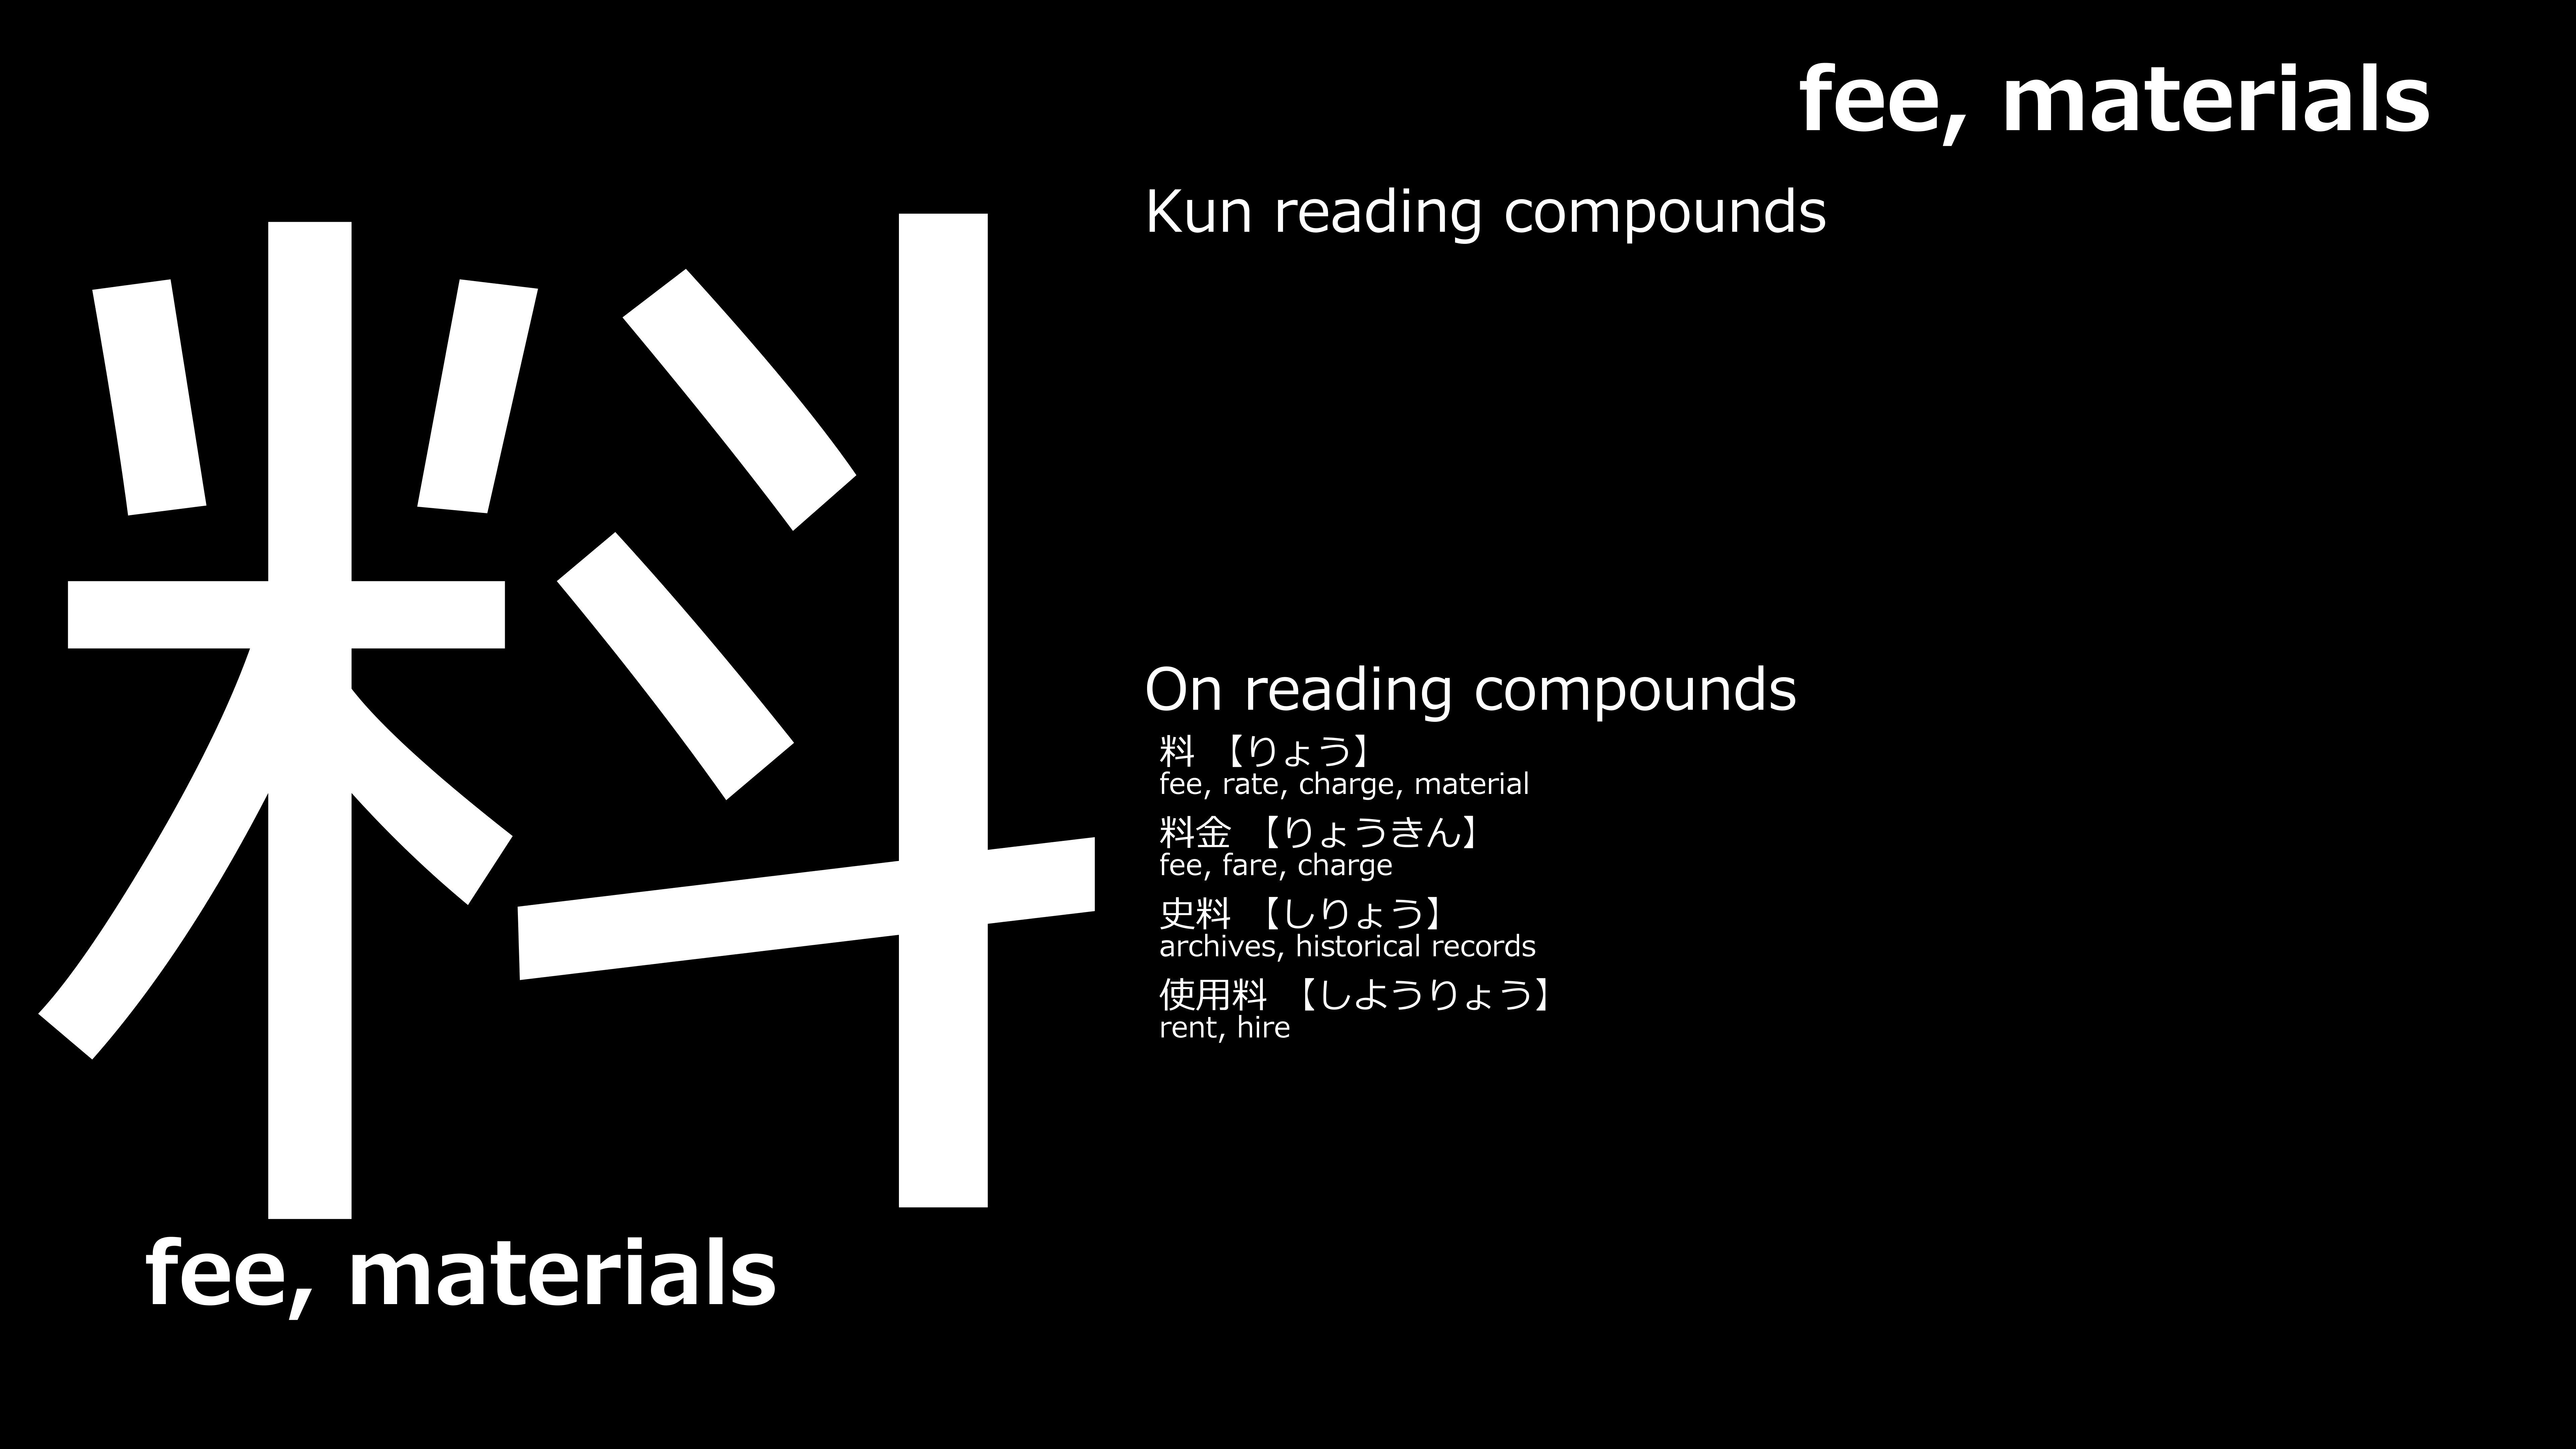 fee, materials
料
Kun reading compounds
On reading compounds
料 【りょう】
fee, rate, charge, material
料金 【りょうきん】
fee, fare, charge
史料 【しりょう】
archives, historical records
使用料 【しようりょう】
rent, hire
fee, materials